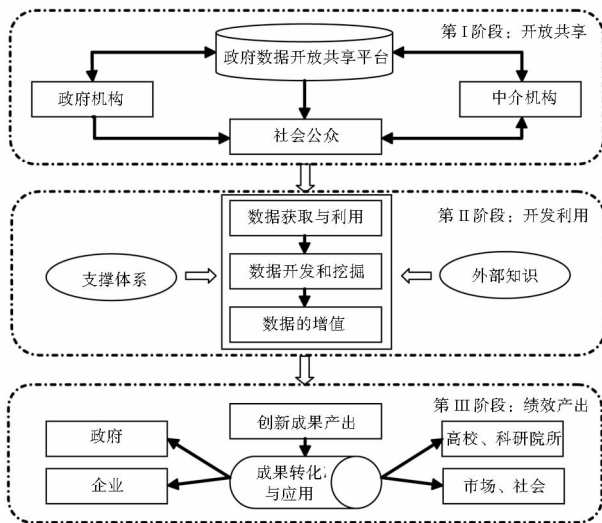 第Ⅰ阶段：开放共享
政府数据开放共享平台
政府机构
中介机构
社会公众
第Ⅱ阶段：开发利用
数据获取与利用
支撑体系
数据开发和挖掘
外部知识
数据的增值
第Ⅲ阶段：绩效产出
创新成果产出
政府
高校、科研院所
成果转化
与应用
企业
市场、社会